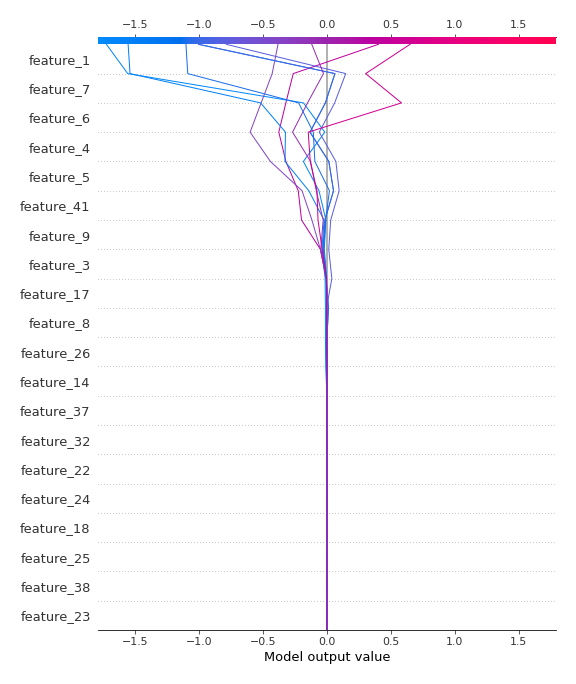 −1.5 −1.0 −0.5 0.0 0.5 1.0 1.5
feature_1
feature_7
feature_6
feature_4
feature_5
feature_41
feature_9
feature_3
feature_17
feature_8
feature_26
feature_14
feature_37
feature_32
feature_22
feature_24
feature_18
feature_25
feature_38
feature_23
−1.5 −1.0 −0.5 0.0 0.5 1.0 1.5
Model output value